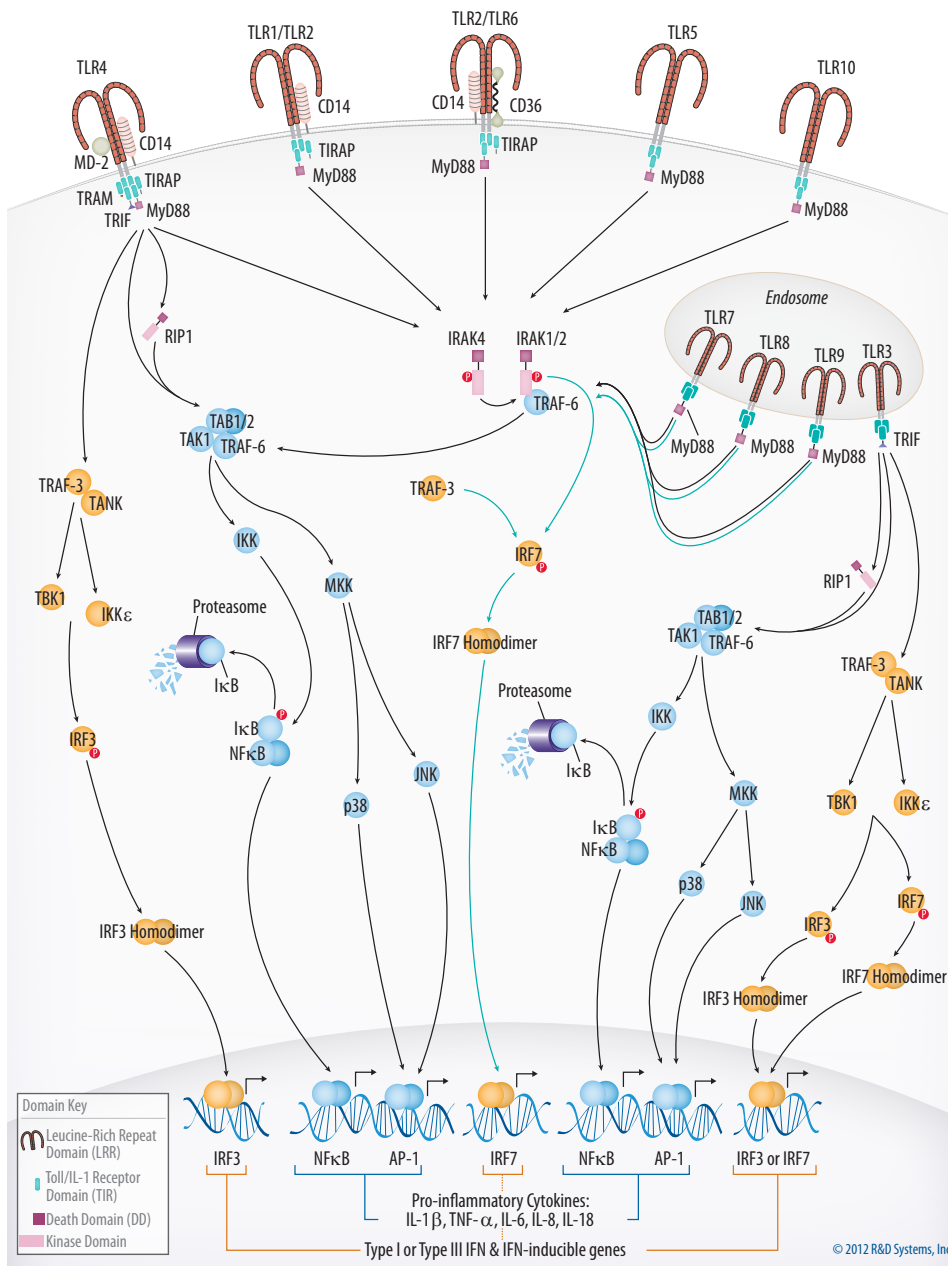 TLR4
TLR1/TLR2
TLR2/TLR6
TLR5
TLR10
CD14
MD-2
CD14
CD14
CD36
TRAM
TIRAP
TRIF
MyD88
TIRAP
MyD88
TIRAP
MyD88
MyD88
MyD88
Endosome
TLR7
TLR8
TLR9
TLR3
MyD88
MyD88
MyD88
TRIF
RIP1
IRAK4
IRAK1/2
P
P
TRAF-6
TAB1/2
TAK1
TRAF-6
TRAF-3
TANK
TRAF-3
IKK
IRF7
P
MKK
TBK1
IKKε
Proteasome
IκB
IRF7 Homodimer
RIP1
TAB1/2
TAK1
TRAF-6
TRAF-3
TANK
P
IκB
NFκB
IRF3
P
JNK
p38
Proteasome
IκB
IKK
P
IκB
NFκB
MKK
TBK1
IKKε
p38
JNK
IRF3
P
IRF7
P
IRF3 Homodimer
IRF3 Homodimer
IRF7 Homodimer
Domain Key
Leucine-Rich Repeat
Domain (LRR)
Toll/IL-1 Receptor
Domain (TIR)
Death Domain (DD)
Kinase Domain
IRF3
NFκB
AP-1
IRF7
NFκB
AP-1
IRF3 or IRF7
Pro-inflammatory Cytokines:
IL-1β, TNF-α, IL-6, IL-8, IL-18
Type I or Type III IFN & IFN-inducible genes
© 2012 R&D Systems, Inc